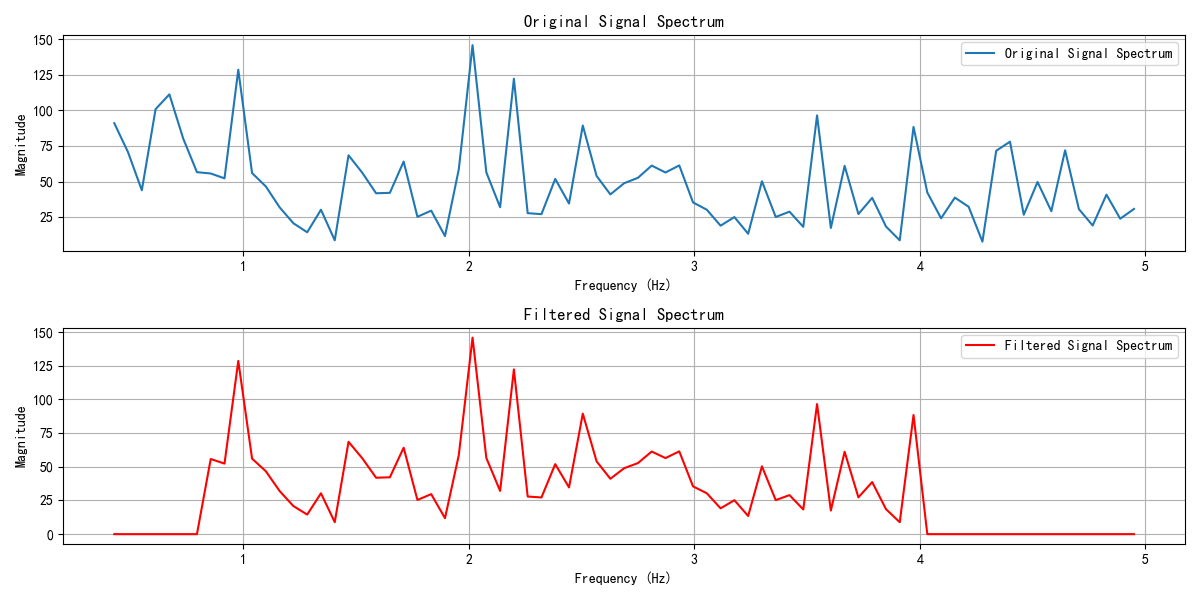 Original Signal Spectrum
150
125
100
75
50
25
Magnitude
Original Signal Spectrum
1
2
3
4
5
Frequency (Hz)
Filtered Signal Spectrum
150
125
100
75
50
25
0
Magnitude
Filtered Signal Spectrum
1
2
3
4
5
Frequency (Hz)